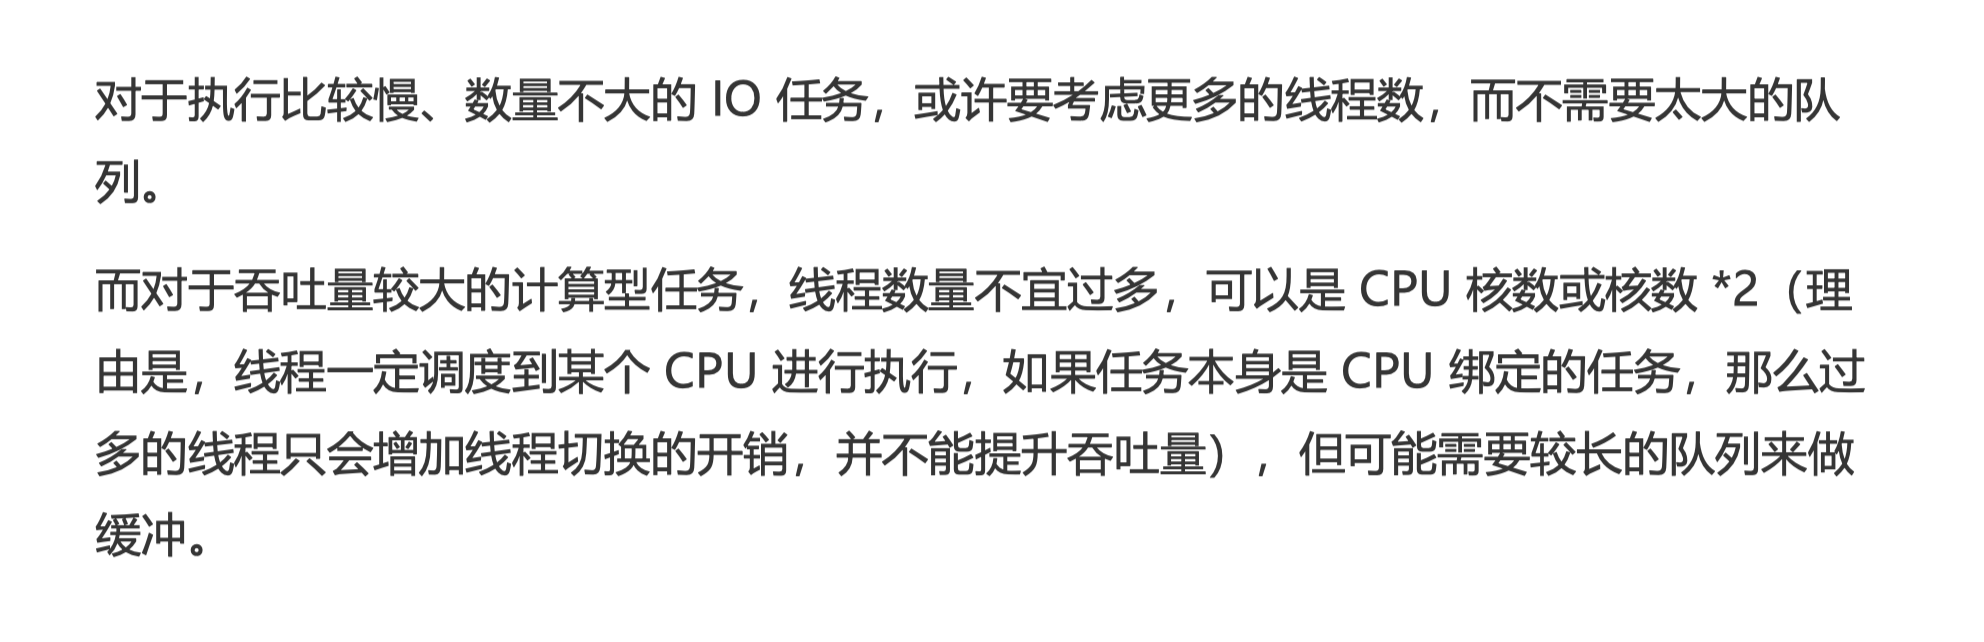 对于执行比较慢、数量不大的 IO 任务，或许要考虑更多的线程数，而不需要太大的队
列。
而对于吞吐量较大的计算型任务，线程数量不宜过多，可以是 CPU 核数或核数 *2（理
由是，线程一定调度到某个 CPU 进行执行，如果任务本身是 CPU 绑定的任务，那么过
多的线程只会增加线程切换的开销，并不能提升吞吐量），但可能需要较长的队列来做
缓冲。